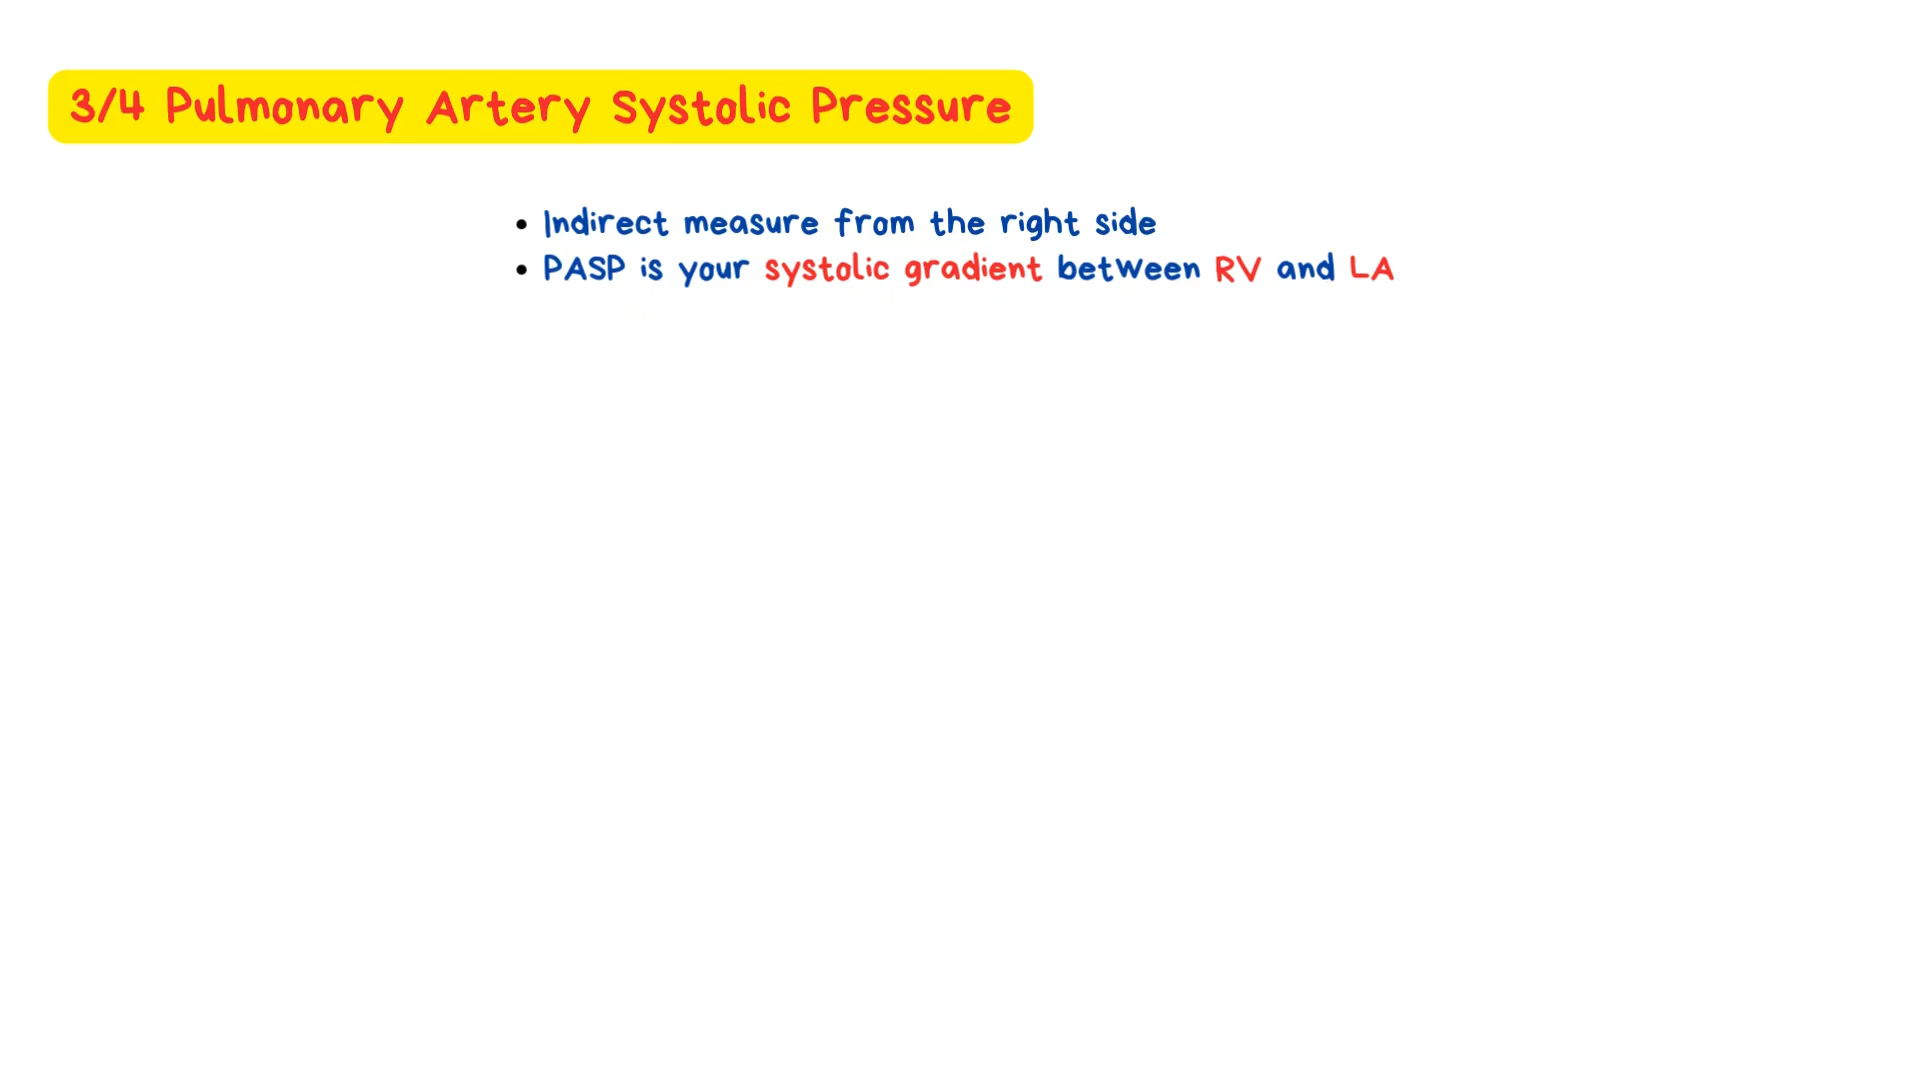 3/4 Pulmonary Artery Systolic Pressure
• Indirect measure from the right side
• PASP is your systolic gradient between RV and LA